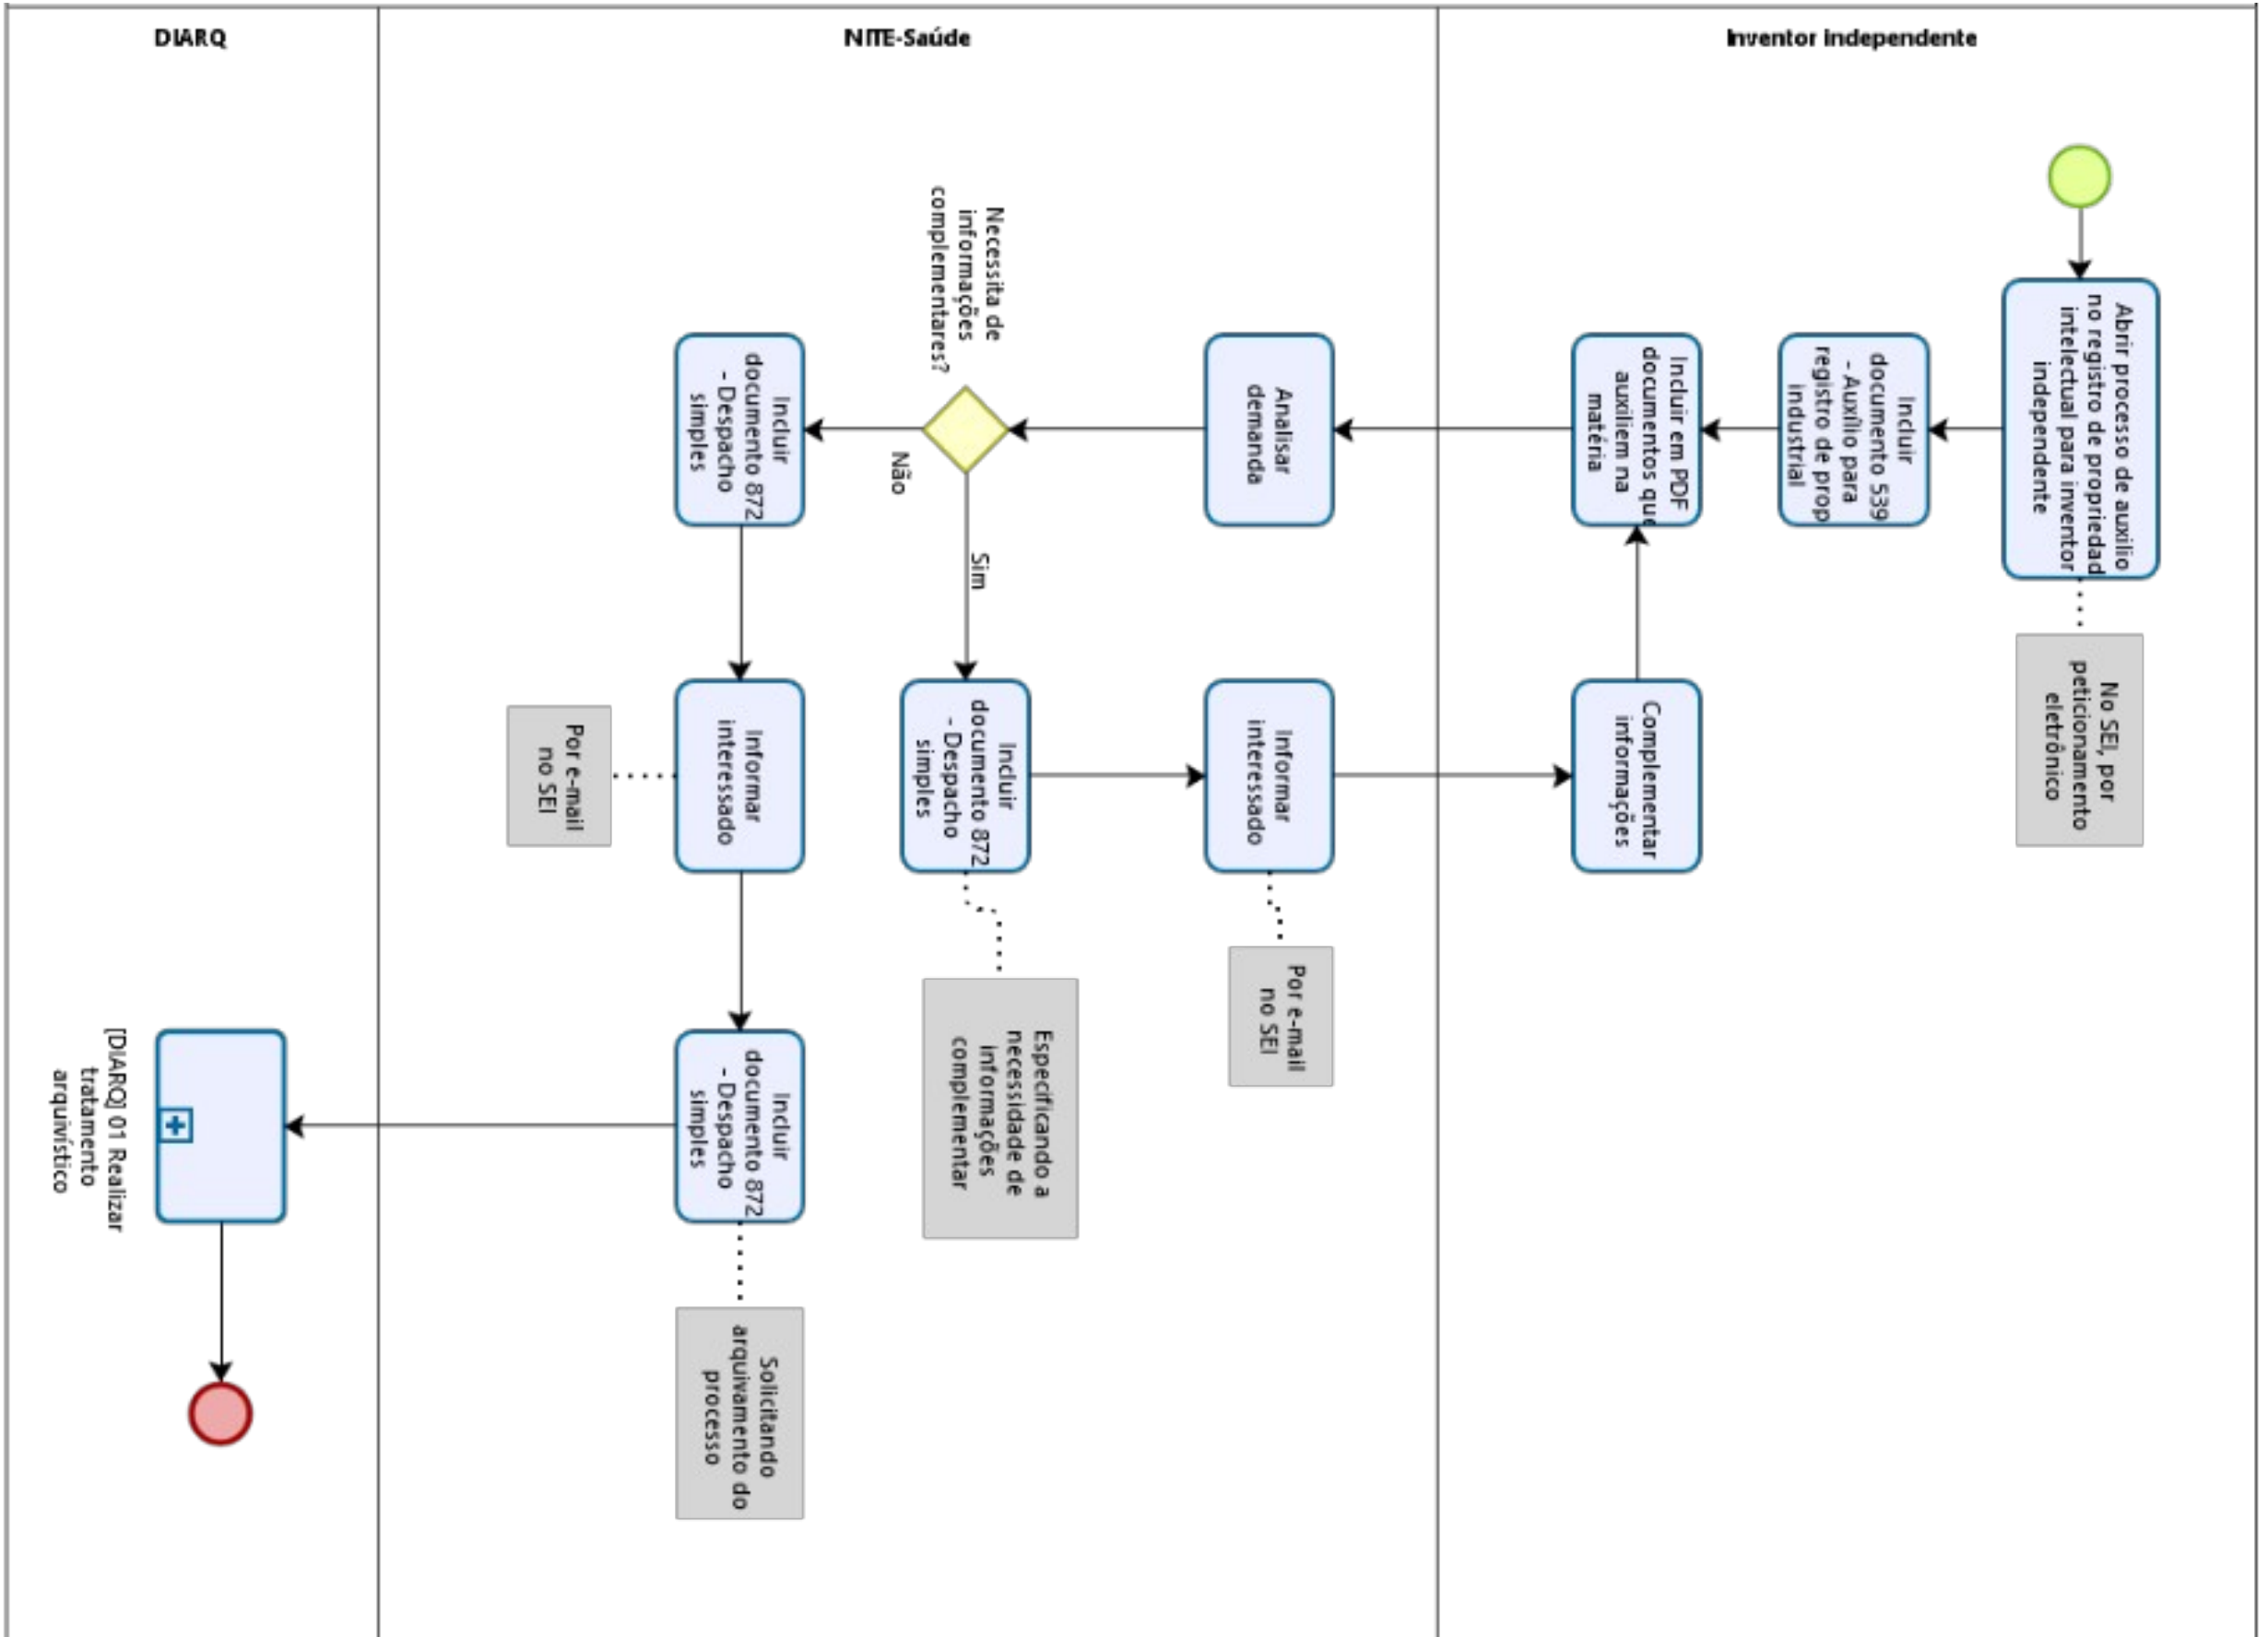 DIARQ
NITE-Saúde
Inventor independente
Abrir processo de auxilio
no registro de propriedad
intelectual para inventor
independente
No SEI, por
peticionamento
eletrônico
Incluir
documento 539
- Auxílio para
registro de prop
industrial
Incluir em PDF
documentos que
auxiliem na
matéria
Complementar
informações
Analisar
demanda
Necessita de
informações
complementares?
Sim
Não
Incluir
documento 872
- Despacho
simples
Especificando a
necessidade de
informações
complementar
Informar
interessado
Por e-mail
no SEI
Incluir
documento 872
- Despacho
simples
Informar
interessado
Por e-mail
no SEI
Incluir
documento 872
- Despacho
simples
Solicitando
arquivamento do
processo
[DIARQ] 01 Realizar
tratamento
arquivístico